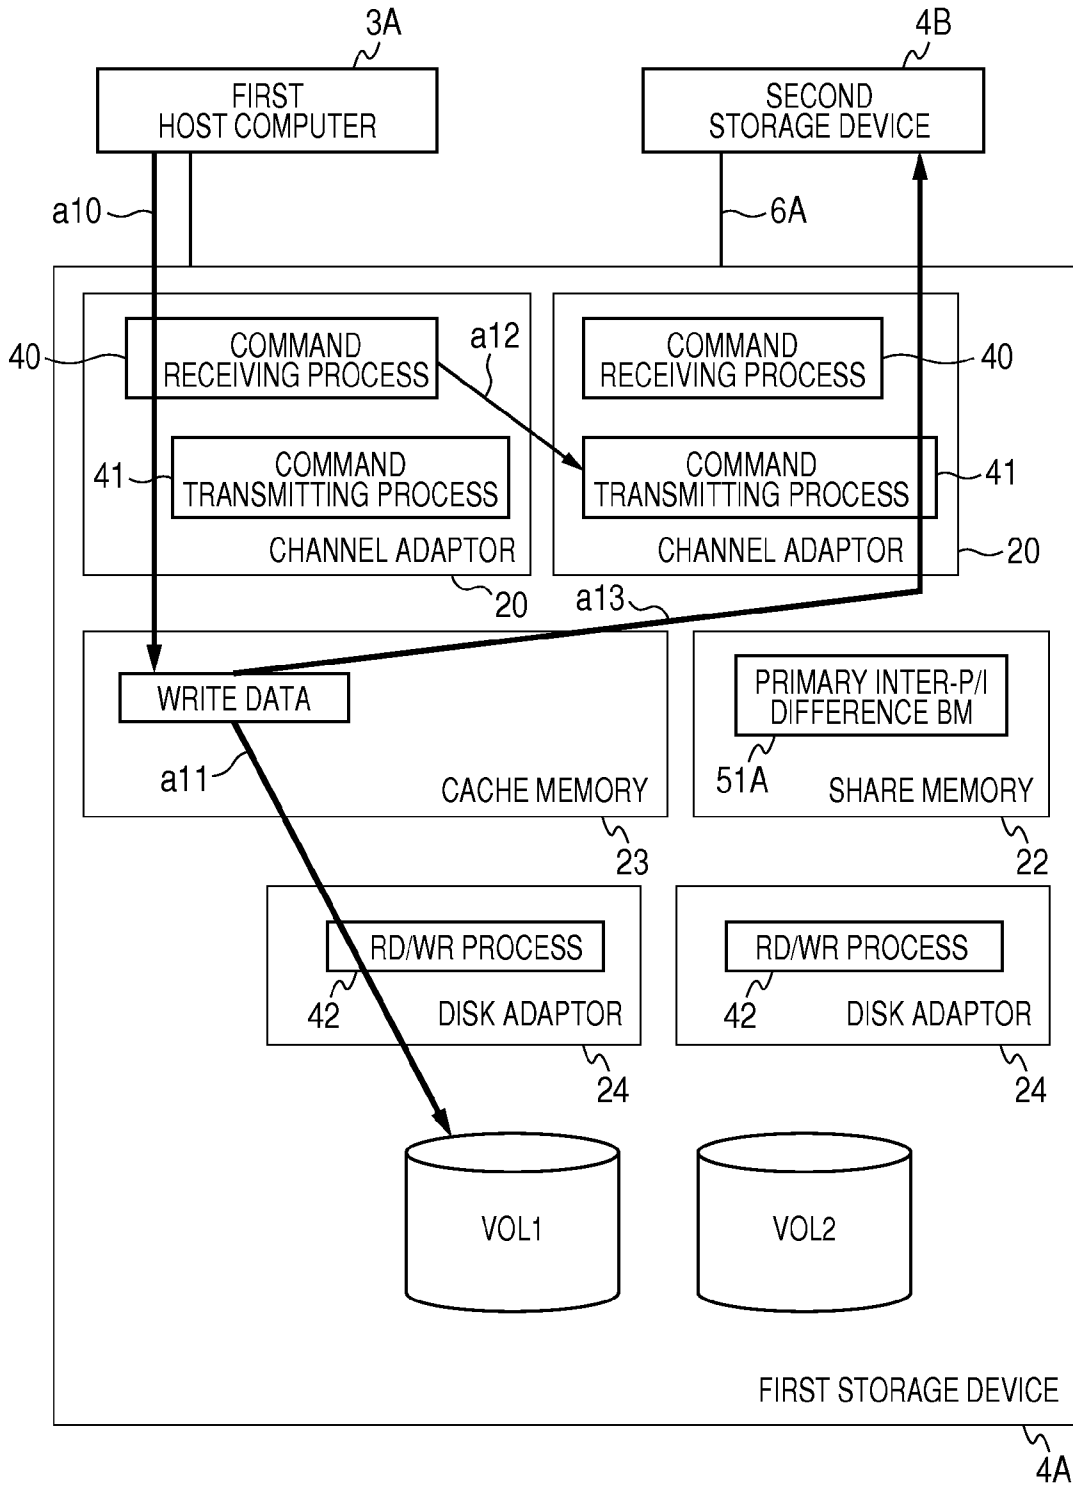 3A
4B
FIRST
HOST COMPUTER
SECOND
STORAGE DEVICE
a10
6A
COMMAND
RECEIVING PROCESS
a12
COMMAND
RECEIVING PROCESS
40
40
COMMAND
TRANSMITTING PROCESS
COMMAND
TRANSMITTING PROCESS
41
41
CHANNEL ADAPTOR
CHANNEL ADAPTOR
20
20
a13
WRITE DATA
PRIMARY INTER-P/I
DIFFERENCE BM
a11
51A
CACHE MEMORY
SHARE MEMORY
23
22
RD/WR PROCESS
RD/WR PROCESS
42
42
DISK ADAPTOR
DISK ADAPTOR
24
24
VOL1
VOL2
FIRST STORAGE DEVICE
4A